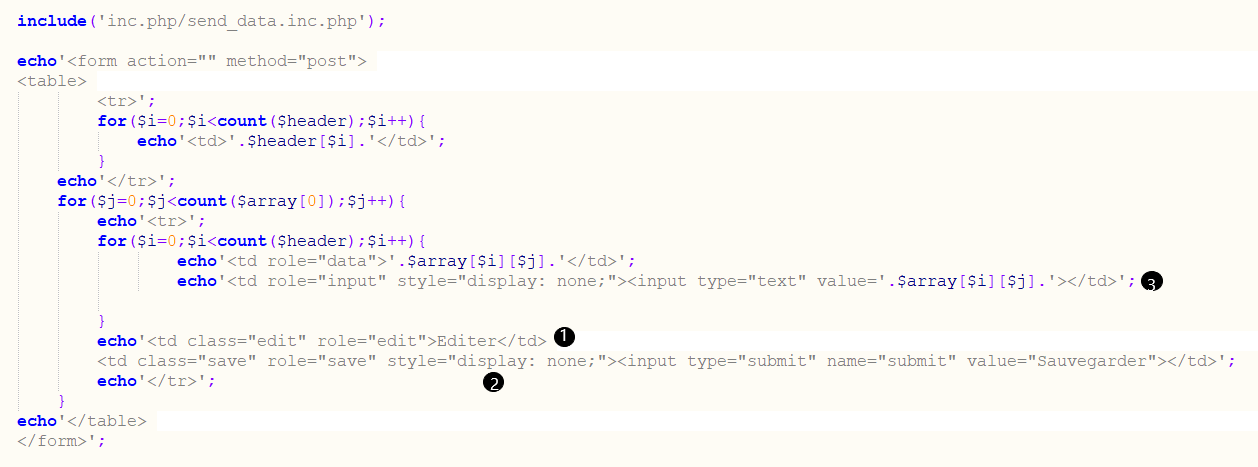 include('inc.php/send_data.inc.php');
echo'<form action="" method="post">
<table>
<tr>';
for($i=0;$i<count($header);$i++){
echo'<td>'.$header[$i].'</td>';
}
echo'</tr>';
for($j=0;$j<count($array[0]);$j++){
echo'<tr>';
for($i=0;$i<count($header);$i++){
echo'<td role="data">'.$array[$i][$j].'</td>';
echo'<td role="input" style="display: none;"><input type="text" value='.$array[$i][$j].'></td>'; 3
}
echo'<td class="edit" role="edit">Editer</td> 1
<td class="save" role="save" style="display: none;"><input type="submit" name="submit" value="Sauvegarder"></td>';
echo'</tr>'; 2
}
echo'</table>
</form>';